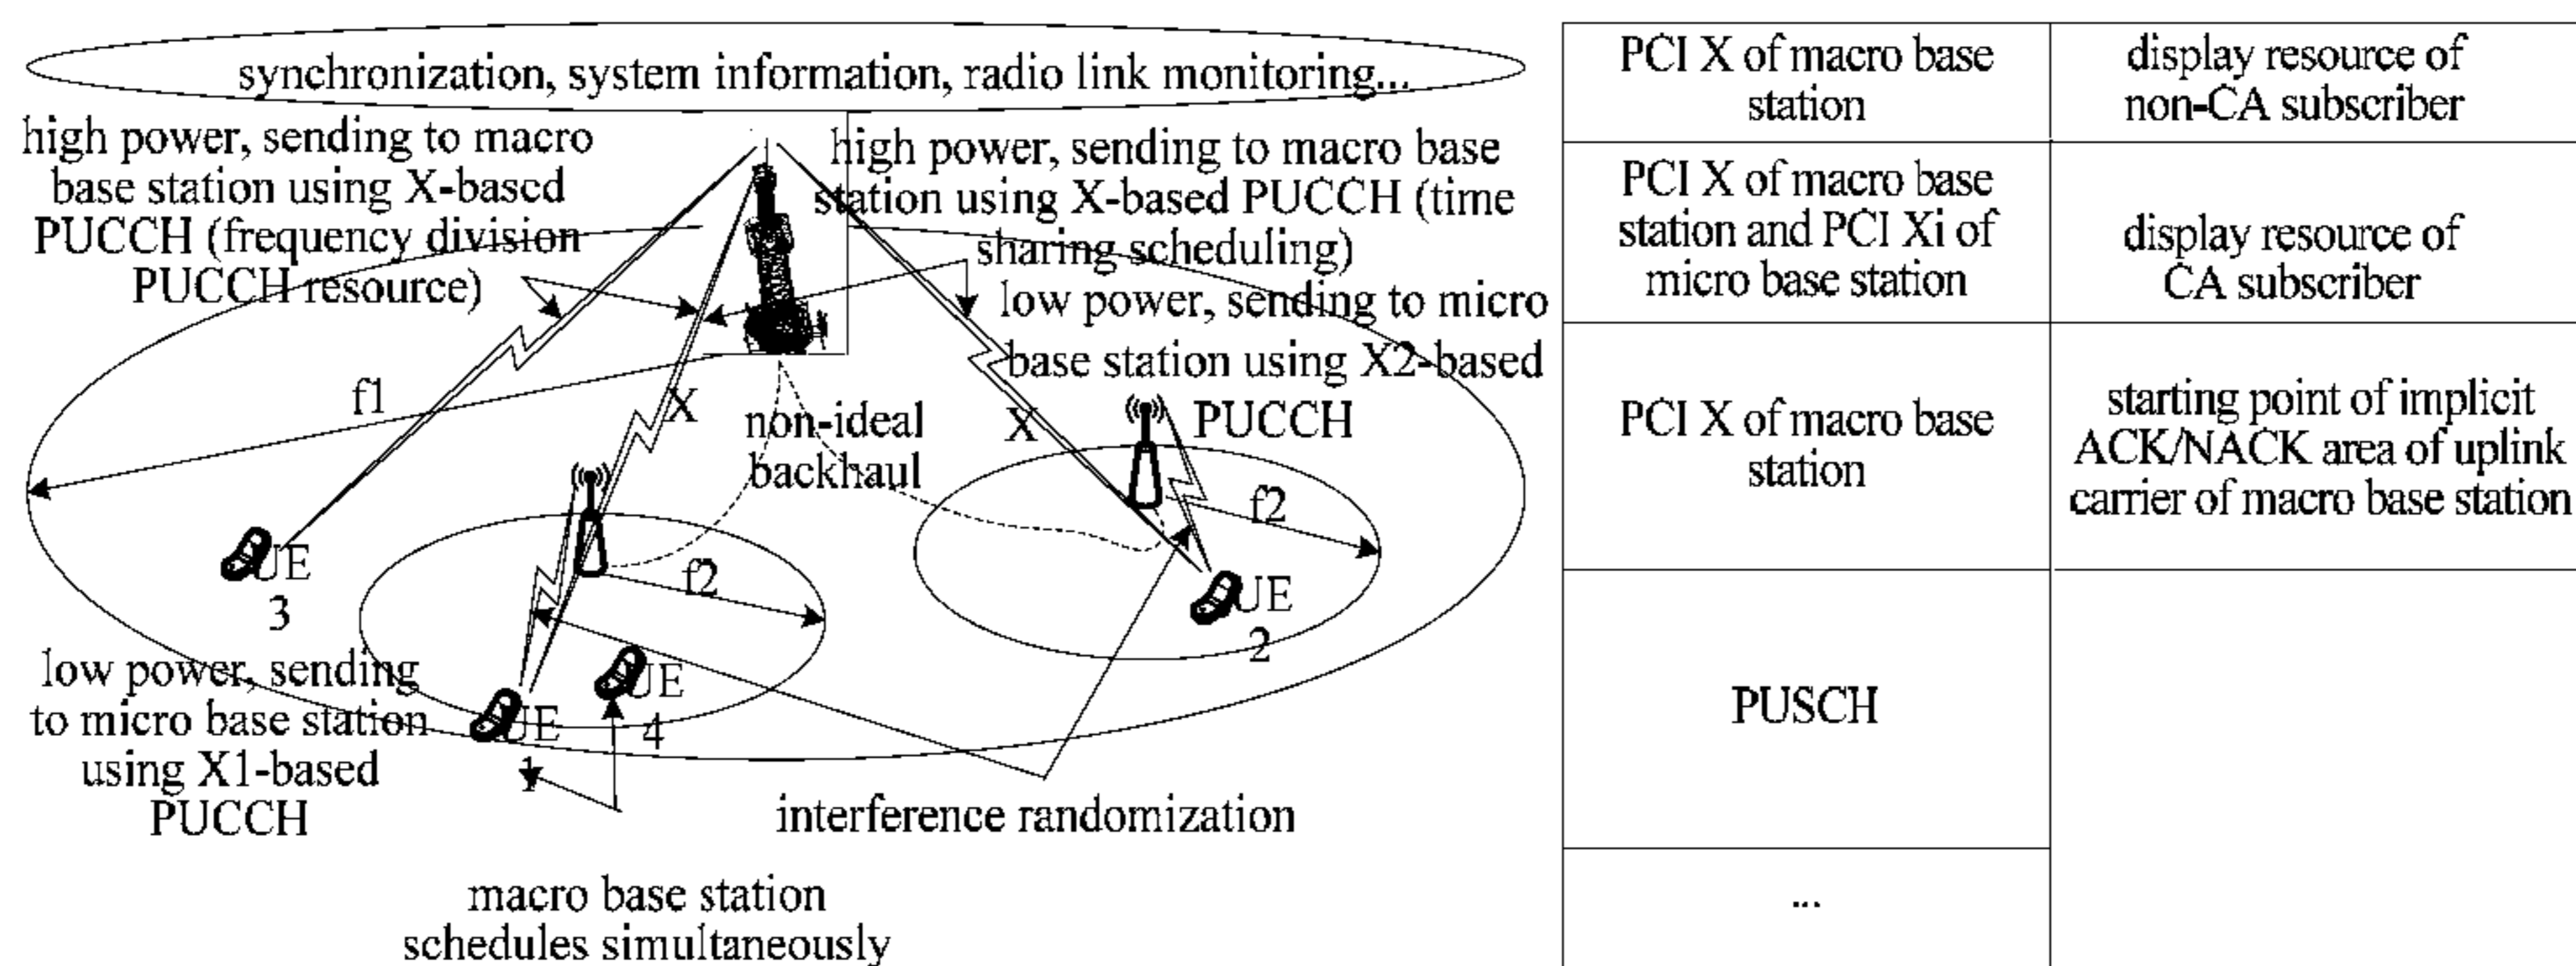 synchronization, system information, radio link monitoring...
high power, sending to macro
base station using X-based
PUCCH (frequency division
PUCCH resource)
high power, sending to macro base
station using X-based PUCCH (time
sharing scheduling)
low power, sending to micro
base station using X2-based
PUCCH
f1
X
non-ideal
backhaul
X
f2
f2
UE
3
UE
2
UE
4
UE
1
low power, sending
to micro base station
using X1-based
PUCCH
interference randomization
macro base station
schedules simultaneously
PCI X of macro base
station
display resource of
non-CA subscriber
PCI X of macro base
station and PCI Xi of
micro base station
display resource of
CA subscriber
PCI X of macro base
station
starting point of implicit
ACK/NACK area of uplink
carrier of macro base station
PUSCH
...